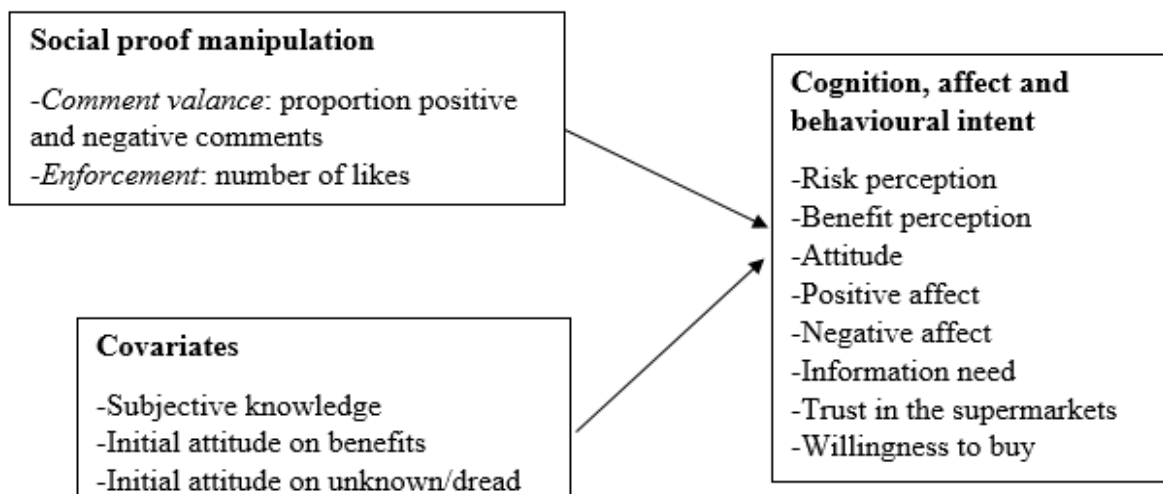 Social proof manipulation
-Comment valance: proportion positive
and negative comments
-Enforcement: number of likes
Cognition, affect and
behavioural intent
-Risk perception
-Benefit perception
-Attitude
-Positive affect
-Negative affect
-Information need
-Trust in the supermarkets
-Willingness to buy
Covariates
-Subjective knowledge
-Initial attitude on benefits
-Initial attitude on unknown/dread